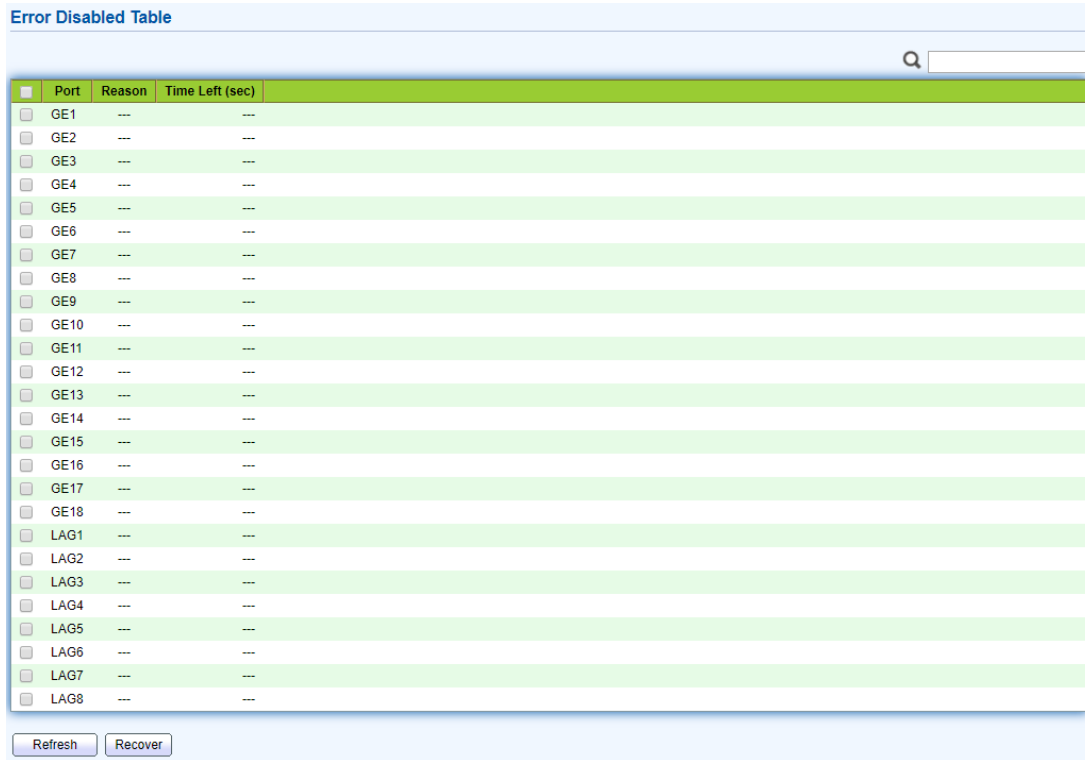 Error Disabled Table
Port Reason Time Left (sec)
GE1 --- ---
GE2 --- ---
GE3 --- ---
GE4 --- ---
GE5 --- ---
GE6 --- ---
GE7 --- ---
GE8 --- ---
GE9 --- ---
GE10 --- ---
GE11 --- ---
GE12 --- ---
GE13 --- ---
GE14 --- ---
GE15 --- ---
GE16 --- ---
GE17 --- ---
GE18 --- ---
LAG1 --- ---
LAG2 --- ---
LAG3 --- ---
LAG4 --- ---
LAG5 --- ---
LAG6 --- ---
LAG7 --- ---
LAG8 --- ---
Refresh Recover